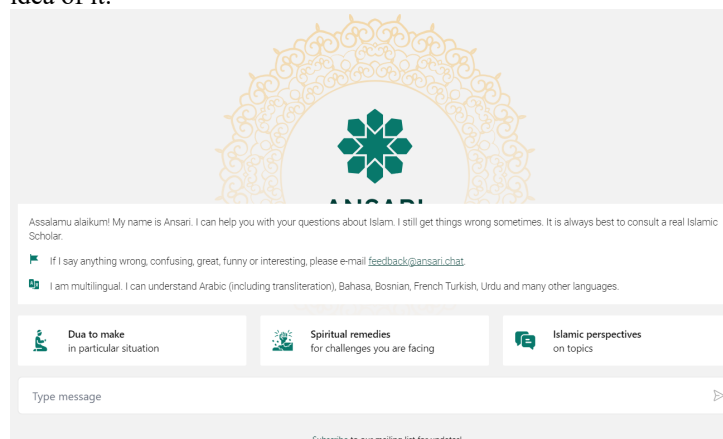 idea of it.
ANSARI
Assalamu alaikum! My name is Ansari. I can help you with your questions about Islam. I still get things wrong sometimes. It is always best to consult a real Islamic
Scholar.
If I say anything wrong, confusing, great, funny or interesting, please e-mail feedback@ansari.chat.
I am multilingual. I can understand Arabic (including transliteration), Bahasa, Bosnian, French Turkish, Urdu and many other languages.
Dua to make
in particular situation
Spiritual remedies
for challenges you are facing
Islamic perspectives
on topics
Type message
Subscribe to our mailing list for updates!